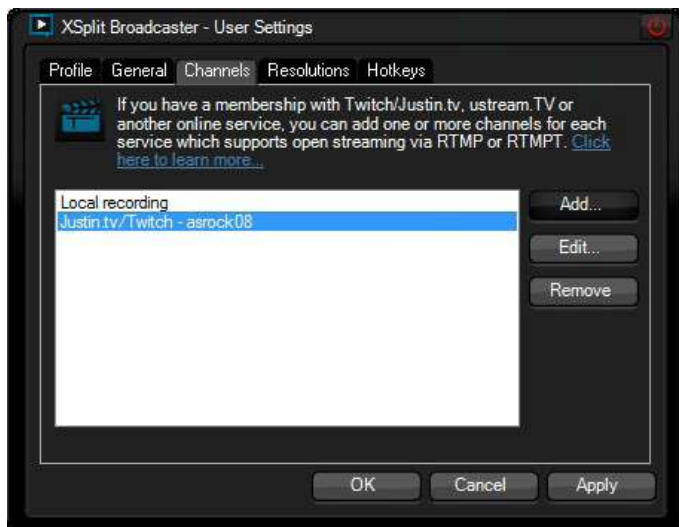 XSplit Broadcaster - User Settings
Profile General Channels Resolutions Hotkeys
If you have a membership with Twitch/Justin.tv, ustream.TV or
another online service, you can add one or more channels for each
service which supports open streaming via RTMP or RTMPT. Click
here to learn more...
Local recording
Justin.tv/Twitch - asrock08
Add...
Edit...
Remove
OK Cancel Apply